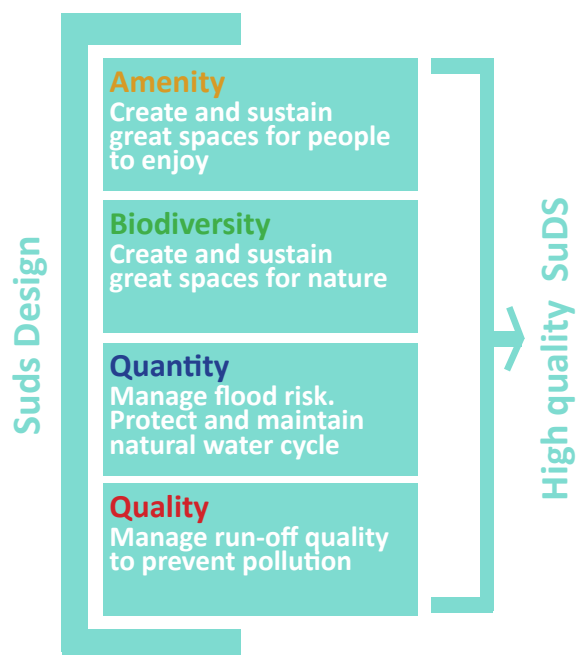 Suds Design
Amenity
Create and sustain
great spaces for people
to enjoy
Biodiversity
Create and sustain
great spaces for nature
Quantity
Manage flood risk.
Protect and maintain
natural water cycle
Quality
Manage run-off quality
to prevent pollution
High quality SuDS